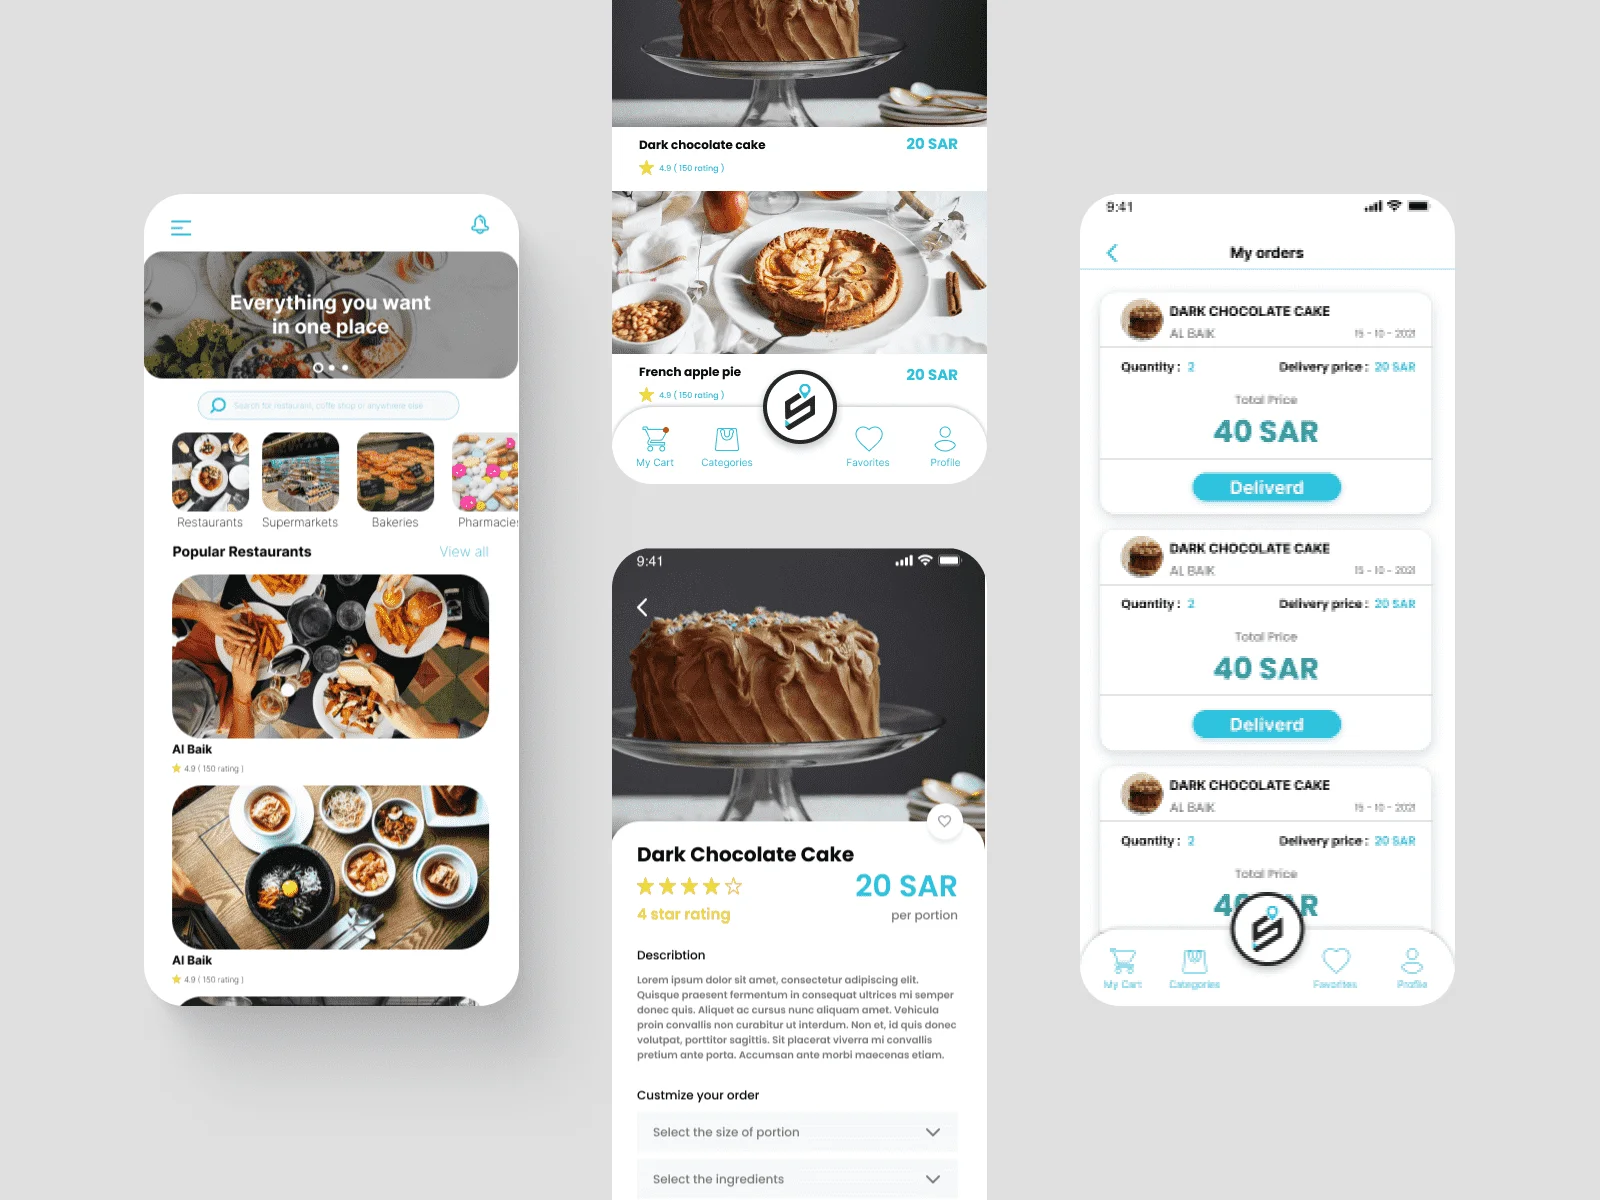 Everything you want
in one place
Search for restaurant, coffe shop or anywhere else
Restaurants
Supermarkets
Bakeries
Pharmacies
Popular Restaurants
View all
Al Baik
4.9 ( 150 rating )
Al Baik
4.9 ( 150 rating )
Dark chocolate cake
20 SAR
4.9 ( 150 rating )
French apple pie
20 SAR
4.9 ( 150 rating )
My Cart
Categories
Favorites
Profile
9:41
Dark Chocolate Cake
20 SAR
4 star rating
per portion
Describtion
Lorem ipsum dolor sit amet, consectetur adipiscing elit.
Quisque praesent fermentum in consequat ultrices mi semper
donec quis. Aliquet ac cursus nunc aliquam amet. Vehicula
proin convallis non curabitur ut interdum. Non et, id quis donec
volutpat, porttitor sagittis. Sit placerat viverra mi convallis
pretium ante porta. Accumsan ante morbi maecenas etiam.
Custmize your order
Select the size of portion
Select the ingredients
9:41
My orders
DARK CHOCOLATE CAKE
AL BAIK
15 - 10 - 2021
Quantity : 2
Delivery price : 20 SAR
Total Price
40 SAR
Deliverd
DARK CHOCOLATE CAKE
AL BAIK
15 - 10 - 2021
Quantity : 2
Delivery price : 20 SAR
Total Price
40 SAR
Deliverd
DARK CHOCOLATE CAKE
AL BAIK
15 - 10 - 2021
Quantity : 2
Delivery price : 20 SAR
Total Price
My Cart
Categories
Favorites
Profile